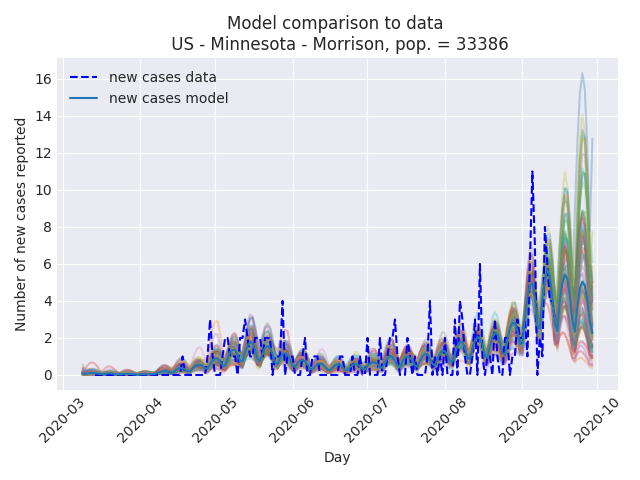 Model comparison to data
US - Minnesota - Morrison, pop. = 33386
new cases data
new cases model
Number of new cases reported
16
14
12
10
8
6
4
2
0
2020-03
2020-04
2020-05
2020-06
2020-07
2020-08
2020-09
2020-10
Day